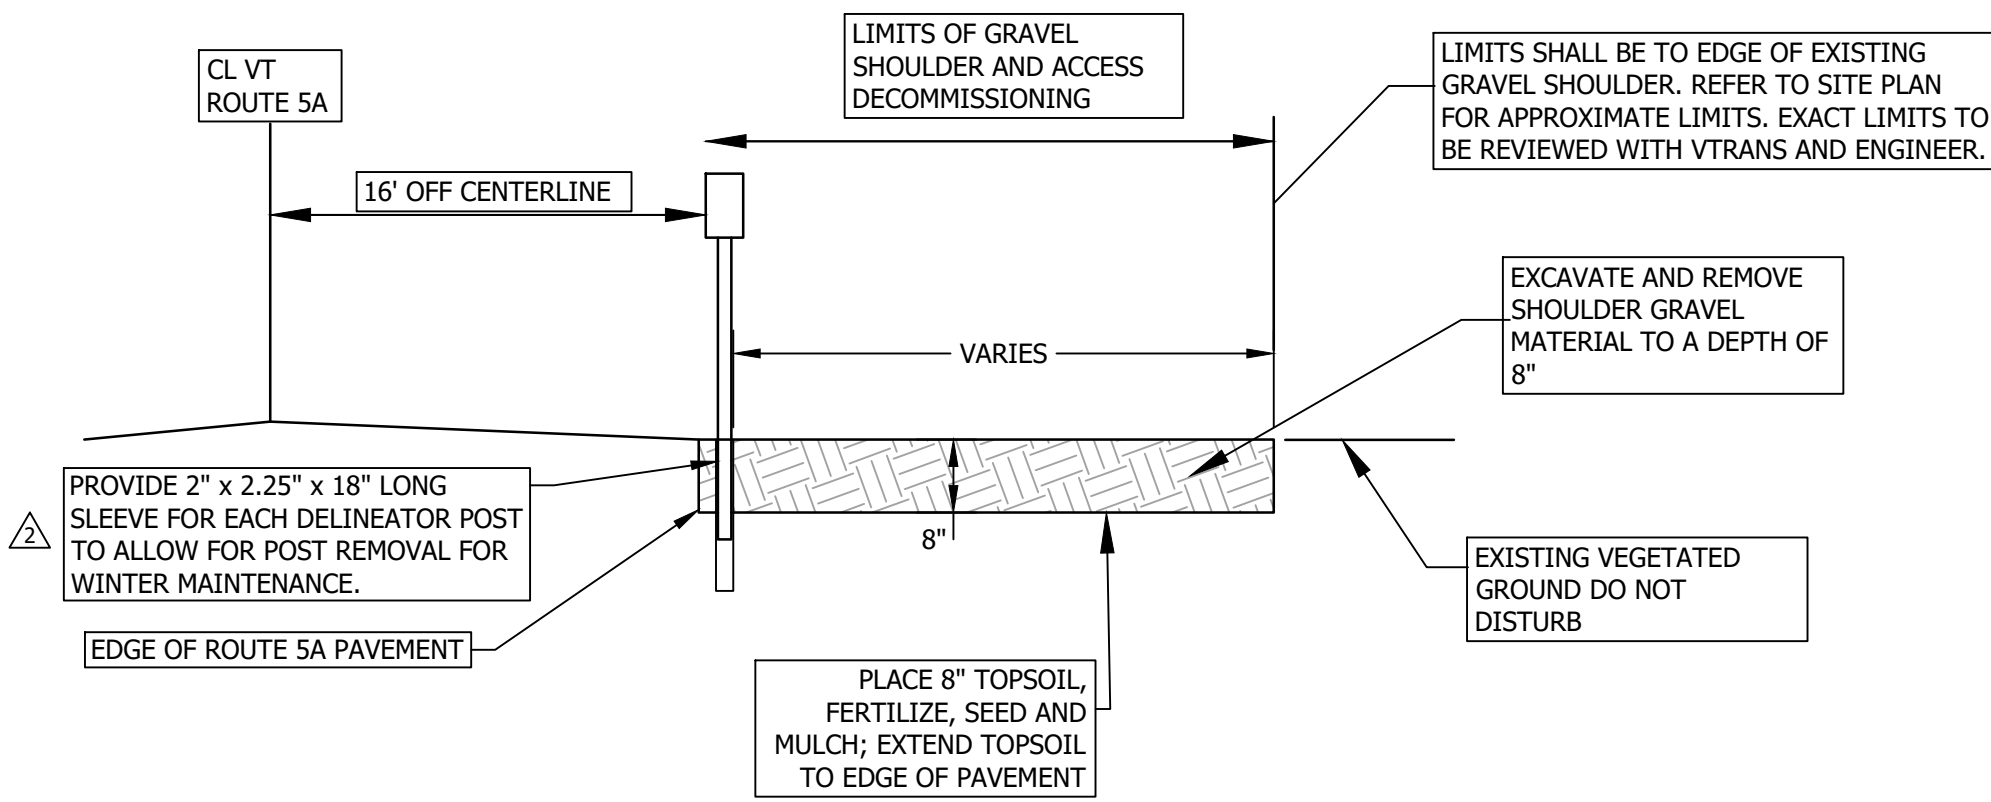 LIMITS OF GRAVEL
SHOULDER AND ACCESS
DECOMMISSIONING
CL VT
ROUTE 5A
LIMITS SHALL BE TO EDGE OF EXISTING
GRAVEL SHOULDER. REFER TO SITE PLAN
FOR APPROXIMATE LIMITS. EXACT LIMITS TO
BE REVIEWED WITH VTRANS AND ENGINEER.
16' OFF CENTERLINE
EXCAVATE AND REMOVE
SHOULDER GRAVEL
MATERIAL TO A DEPTH OF
8"
VARIES
PROVIDE 2" x 2.25" x 18" LONG
SLEEVE FOR EACH DELINEATOR POST
TO ALLOW FOR POST REMOVAL FOR
WINTER MAINTENANCE.
2
8"
EXISTING VEGETATED
GROUND DO NOT
DISTURB
EDGE OF ROUTE 5A PAVEMENT
PLACE 8" TOPSOIL,
FERTILIZE, SEED AND
MULCH; EXTEND TOPSOIL
TO EDGE OF PAVEMENT